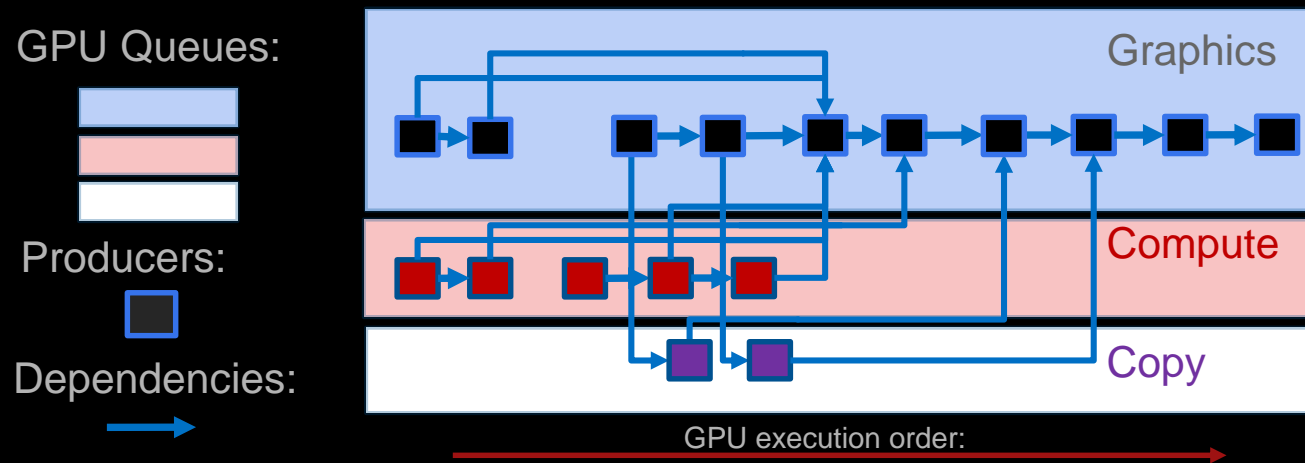 GPU Queues:
Producers:
Dependencies:
Graphics
Compute
Copy
GPU execution order: